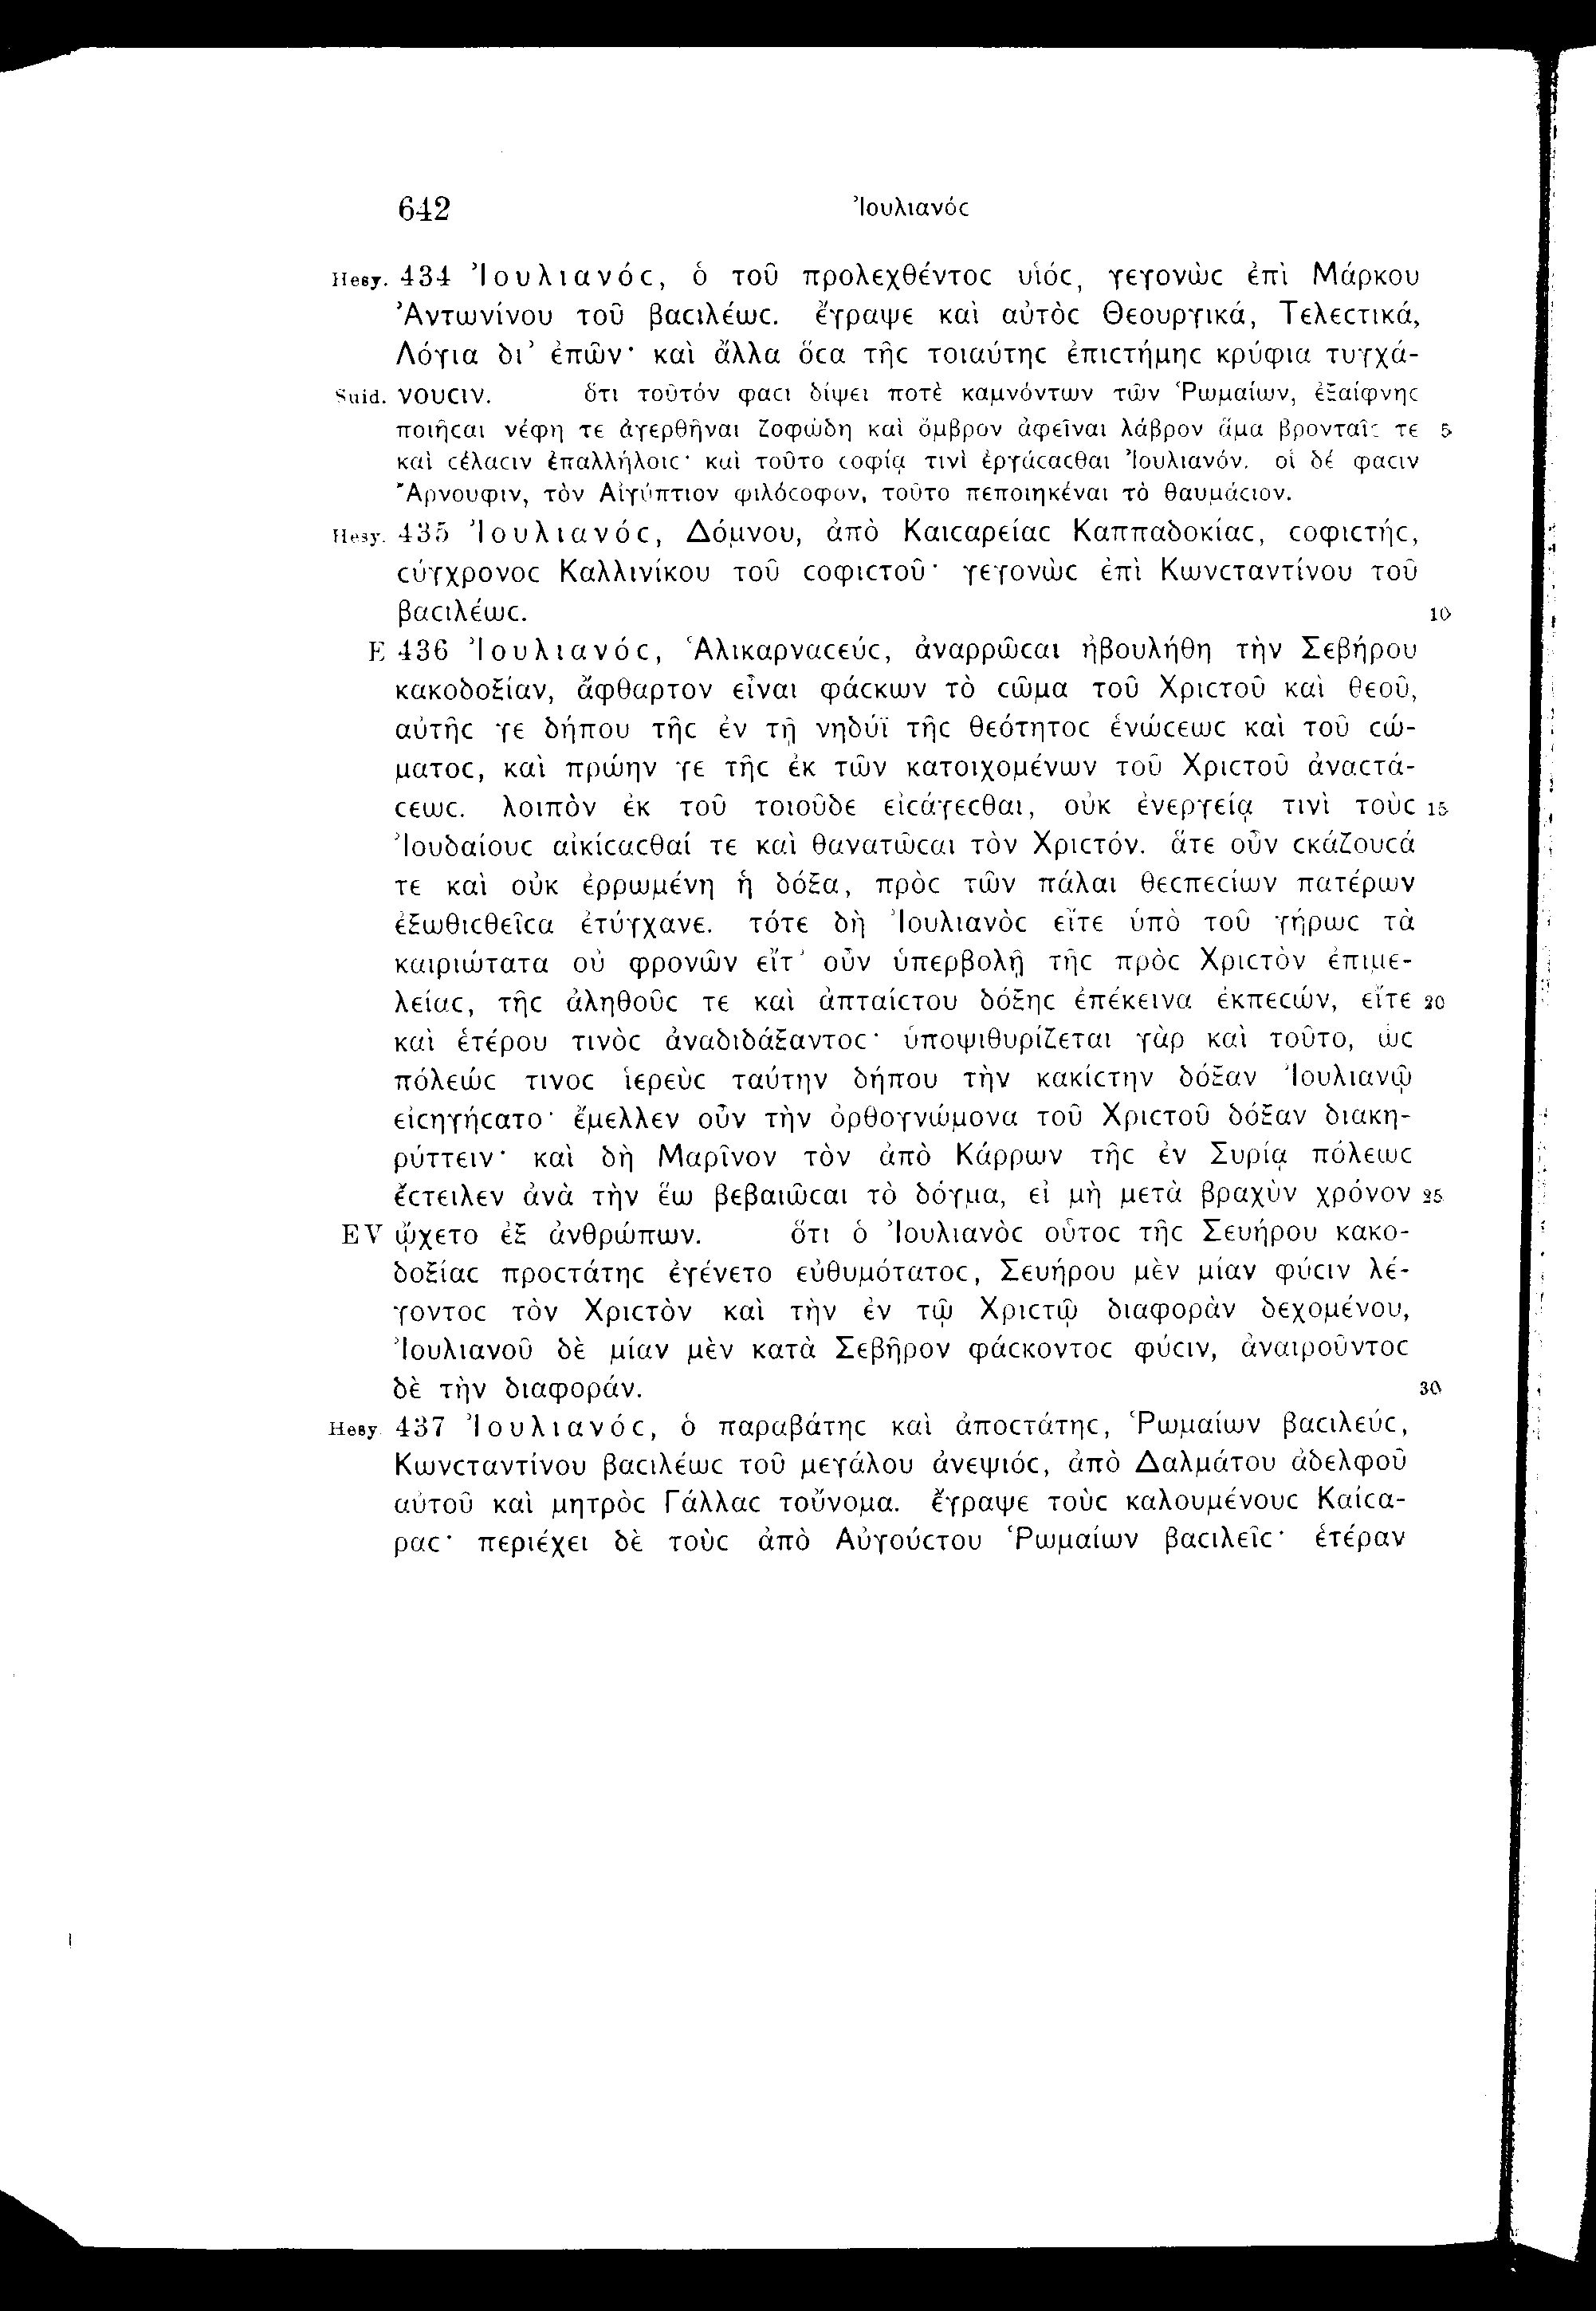 642 Ἰουλιανόϲ
Hesy. 434 Ἰουλιανόϲ, ὁ τοῦ προλεχθέντοϲ υἱόϲ, γεγονὼϲ ἐπὶ Μάρκου
Ἀντωνίνου τοῦ βαϲιλέωϲ. ἔγραψε καὶ αὐτὸϲ Θεουργικά, Τελεϲτικά,
Λόγια δι’ ἐπῶν· καὶ ἄλλα ὅϲα τῆϲ τοιαύτηϲ ἐπιϲτήμηϲ κρύφια τυγχά-
Suid. νουϲιν. ὅτι τοῦτόν φαϲι δίψει ποτὲ καμνόντων τῶν Ῥωμαίων, ἐξαίφνηϲ
ποιῆϲαι νέφη τε ἀγερθῆναι ζοφώδη καὶ ὄμβρον ἀφεῖναι λάβρον ἅμα βρονταῖϲ τε 5
καὶ ϲέλαϲιν ἐπαλλήλοιϲ· καὶ τοῦτο ϲοφίᾳ τινὶ ἐργάϲαϲθαι Ἰουλιανόν. οἱ δέ φαϲιν
Ἄρνουφιν, τὸν Αἰγύπτιον φιλόϲοφον, τοῦτο πεποιηκέναι τὸ θαυμάϲιον.
Hesy. 435 Ἰουλιανόϲ, Δόμνου, ἀπὸ Καιϲαρείαϲ Καππαδοκίαϲ, ϲοφιϲτήϲ,
ϲύγχρονοϲ Καλλινίκου τοῦ ϲοφιϲτοῦ· γεγονὼϲ ἐπὶ Κωνϲταντίνου τοῦ
βαϲιλέωϲ. 10
E 436 Ἰουλιανόϲ, Ἁλικαρναϲεύϲ, ἀναρρῶϲαι ἠβουλήθη τὴν Σεβήρου
κακοδοξίαν, ἄφθαρτον εἶναι φάϲκων τὸ ϲῶμα τοῦ Χριϲτοῦ καὶ θεοῦ,
αὐτῆϲ γε δήπου τῆϲ ἐν τῇ νηδύϊ τῆϲ θεότητοϲ ἑνώϲεωϲ καὶ τοῦ ϲώ-
ματοϲ, καὶ πρώην γε τῆϲ ἐκ τῶν κατοιχομένων τοῦ Χριϲτοῦ ἀναϲτά-
ϲεωϲ. λοιπὸν ἐκ τοῦ τοιοῦδε εἰϲάγεϲθαι, οὐκ ἐνεργείᾳ τινὶ τοὺϲ 15
Ἰουδαίουϲ αἰκίϲαϲθαί τε καὶ θανατῶϲαι τὸν Χριϲτόν. ἅτε οὖν ϲκάζουϲά
τε καὶ οὐκ ἐρρωμένη ἡ δόξα, πρὸϲ τῶν πάλαι θεϲπεϲίων πατέρων
ἐξωθιϲθεῖϲα ἐτύγχανε. τότε δὴ Ἰουλιανὸϲ εἴτε ὑπὸ τοῦ γήρωϲ τὰ
καιριώτατα οὐ φρονῶν εἴτ’ οὖν ὑπερβολῇ τῆϲ πρὸϲ Χριϲτὸν ἐπιμε-
λείαϲ, τῆϲ ἀληθοῦϲ τε καὶ ἀπταίϲτου δόξηϲ ἐπέκεινα ἐκπεϲών, εἴτε 20
καὶ ἑτέρου τινὸϲ ἀναδιδάξαντοϲ· ὑποψιθυρίζεται γὰρ καὶ τοῦτο, ὡϲ
πόλεώϲ τινοϲ ἱερεὺϲ ταύτην δήπου τὴν κακίϲτην δόξαν Ἰουλιανῷ
εἰϲηγήϲατο· ἔμελλεν οὖν τὴν ὀρθογνώμονα τοῦ Χριϲτοῦ δόξαν διακη-
ρύττειν· καὶ δὴ Μαρῖνον τὸν ἀπὸ Κάρρων τῆϲ ἐν Συρίᾳ πόλεωϲ
ἔϲτειλεν ἀνὰ τὴν ἕω βεβαιῶϲαι τὸ δόγμα, εἰ μὴ μετὰ βραχὺν χρόνον 25
EV ᾤχετο ἐξ ἀνθρώπων. ὅτι ὁ Ἰουλιανὸϲ οὗτοϲ τῆϲ Σευήρου κακο-
δοξίαϲ προϲτάτηϲ ἐγένετο εὐθυμότατοϲ, Σευήρου μὲν μίαν φύϲιν λέ-
γοντοϲ τὸν Χριϲτὸν καὶ τὴν ἐν τῷ Χριϲτῷ διαφορὰν δεχομένου,
Ἰουλιανοῦ δὲ μίαν μὲν κατὰ Σεβῆρον φάϲκοντοϲ φύϲιν, ἀναιροῦντοϲ
δὲ τὴν διαφοράν. 30
Hesy. 437 Ἰουλιανόϲ, ὁ παραβάτηϲ καὶ ἀποϲτάτηϲ, Ῥωμαίων βαϲιλεύϲ,
Κωνϲταντίνου βαϲιλέωϲ τοῦ μεγάλου ἀνεψιόϲ, ἀπὸ Δαλμάτου ἀδελφοῦ
αὐτοῦ καὶ μητρὸϲ Γάλλαϲ τοὔνομα. ἔγραψε τοὺϲ καλουμένουϲ Καίϲα-
ραϲ· περιέχει δὲ τοὺϲ ἀπὸ Αὐγούϲτου Ῥωμαίων βαϲιλεῖϲ· ἑτέραν